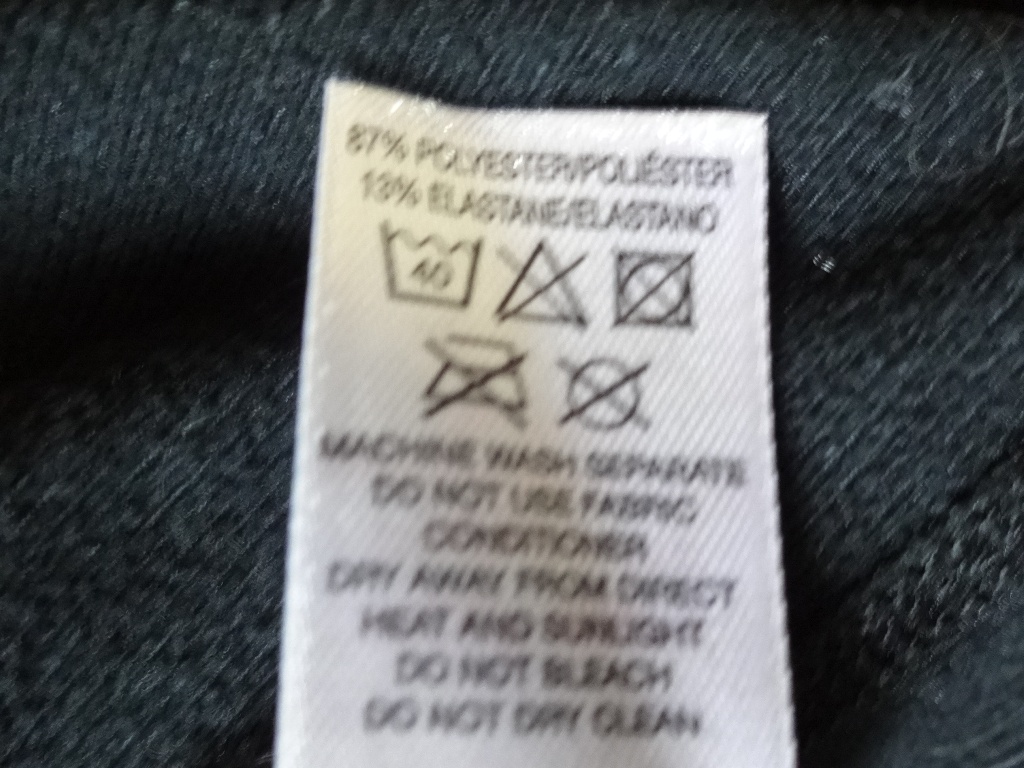 87% POLYESTER/POLIÉSTER
13% ELASTANE/ELASTANO
40
MACHINE WASH SEPARATE
DO NOT USE FABRIC
CONDITIONER
DRY AWAY FROM DIRECT
HEAT AND SUNLIGHT
DO NOT BLEACH
DO NOT DRY CLEAN